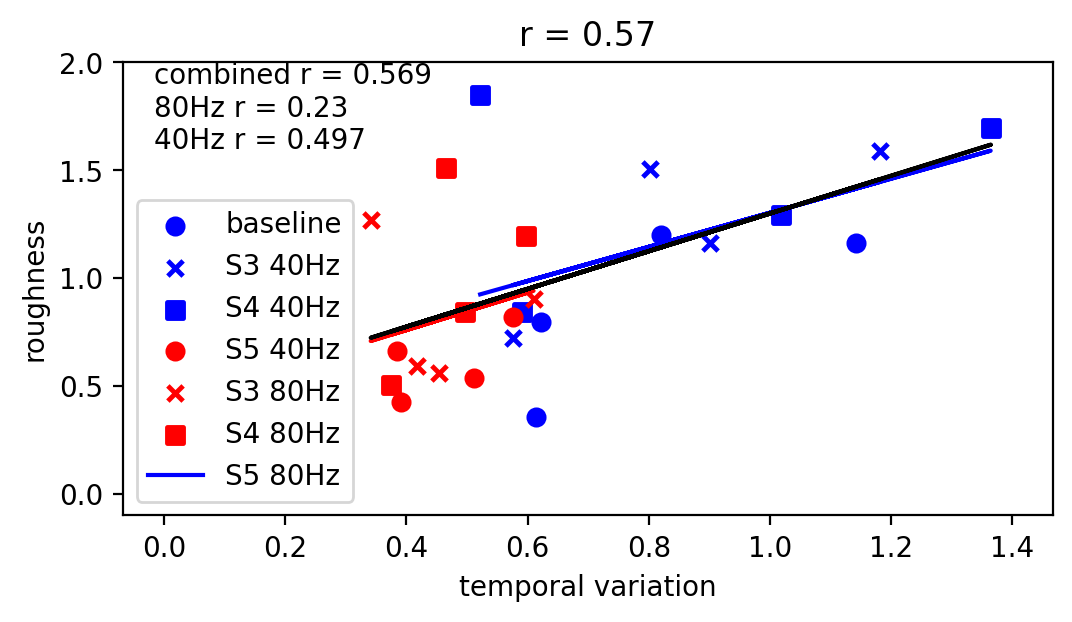 r = 0.57
combined r = 0.569
80Hz r = 0.23
40Hz r = 0.497
2.0
1.5
1.0
0.5
0.0
roughness
baseline
S3 40Hz
S4 40Hz
S5 40Hz
S3 80Hz
S4 80Hz
S5 80Hz
0.0 0.2 0.4 0.6 0.8 1.0 1.2 1.4
temporal variation